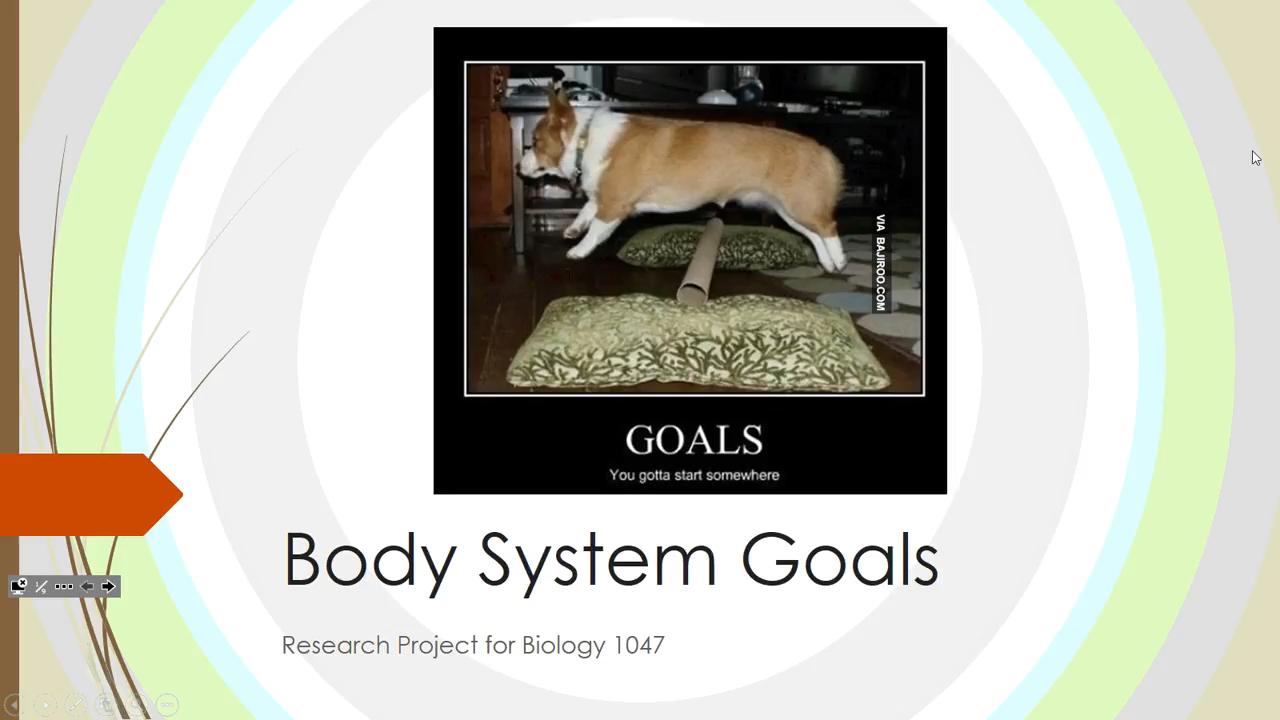 VIA BAJIROO.COM
GOALS
You gotta start somewhere
Body System Goals
Research Project for Biology 1047